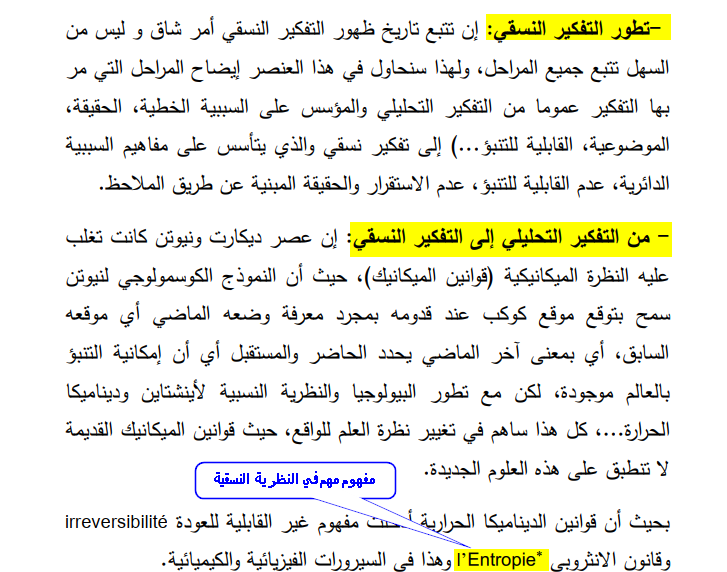 -تطور التفكير النسقي: إن تتبع تاريخ ظهور التفكير النسقي أمر شاق و ليس من
السهل تتبع جميع المراحل، ولهذا سنحاول في هذا العنصر إيضاح المراحل التي مر
بها التفكير عموما من التفكير التحليلي والمؤسس على السببية الخطية، الحقيقة،
الموضوعية، القابلية للتنبؤ...) إلى تفكير نسقي والذي يتأسس على مفاهيم السببية
الدائرية، عدم القابلية للتنبؤ، عدم الاستقرار والحقيقة المبنية عن طريق الملاحظ.
- من التفكير التحليلي إلى التفكير النسقي: إن عصر ديكارت ونيوتن كانت تغلب
عليه النظرة الميكانيكية (قوانين الميكانيك)، حيث أن النموذج الكوسمولوجي لنيوتن
سمح بتوقع موقع كوكب عند قدومه بمجرد معرفة وضعه الماضي أي موقعه
السابق، أي بمعنى آخر الماضي يحدد الحاضر والمستقبل أي أن إمكانية التنبؤ
بالعالم موجودة، لكن مع تطور البيولوجيا والنظرية النسبية لأينشتاين وديناميكا
الحرارة...، كل هذا ساهم في تغيير نظرة العلم للواقع، حيث قوانين الميكانيك القديمة
لا تنطبق على هذه العلوم الجديدة.
مفهوم مهم في النظرية النسقية
بحيث أن قوانين الديناميكا الحرارية مفهوم غير القابلية للعودة irreversibilité
وقانون الانثروبي l'Entropie* وهذا في السيرورات الفيزيائية والكيميائية.